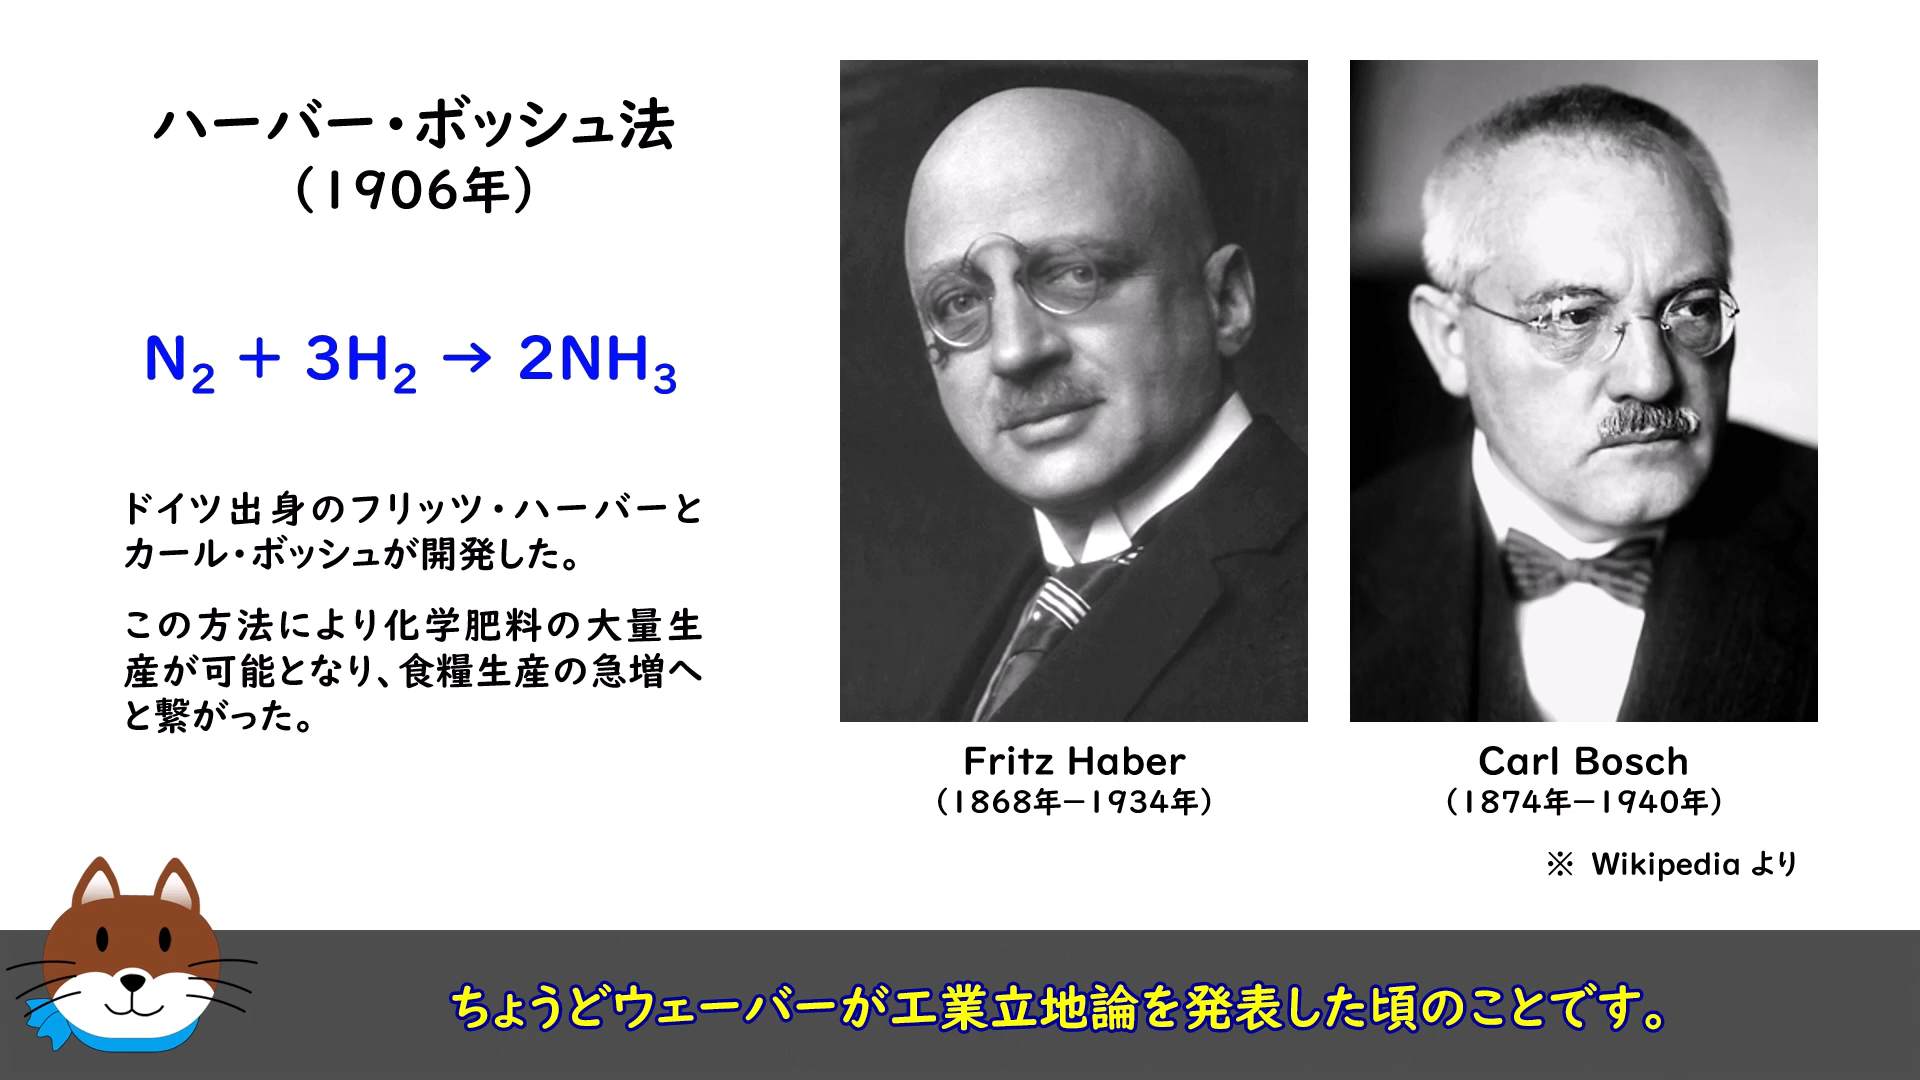 ハーバー・ボッシュ法
（1906年）
N₂ + 3H₂ → 2NH₃
ドイツ出身のフリッツ・ハーバーと
カール・ボッシュが開発した。
この方法により化学肥料の大量生
産が可能となり、食糧生産の急増へ
と繋がった。
Fritz Haber
（1868年−1934年）
Carl Bosch
（1874年−1940年）
※ Wikipedia より
ちょうどウェーバーが工業立地論を発表した頃のことです。